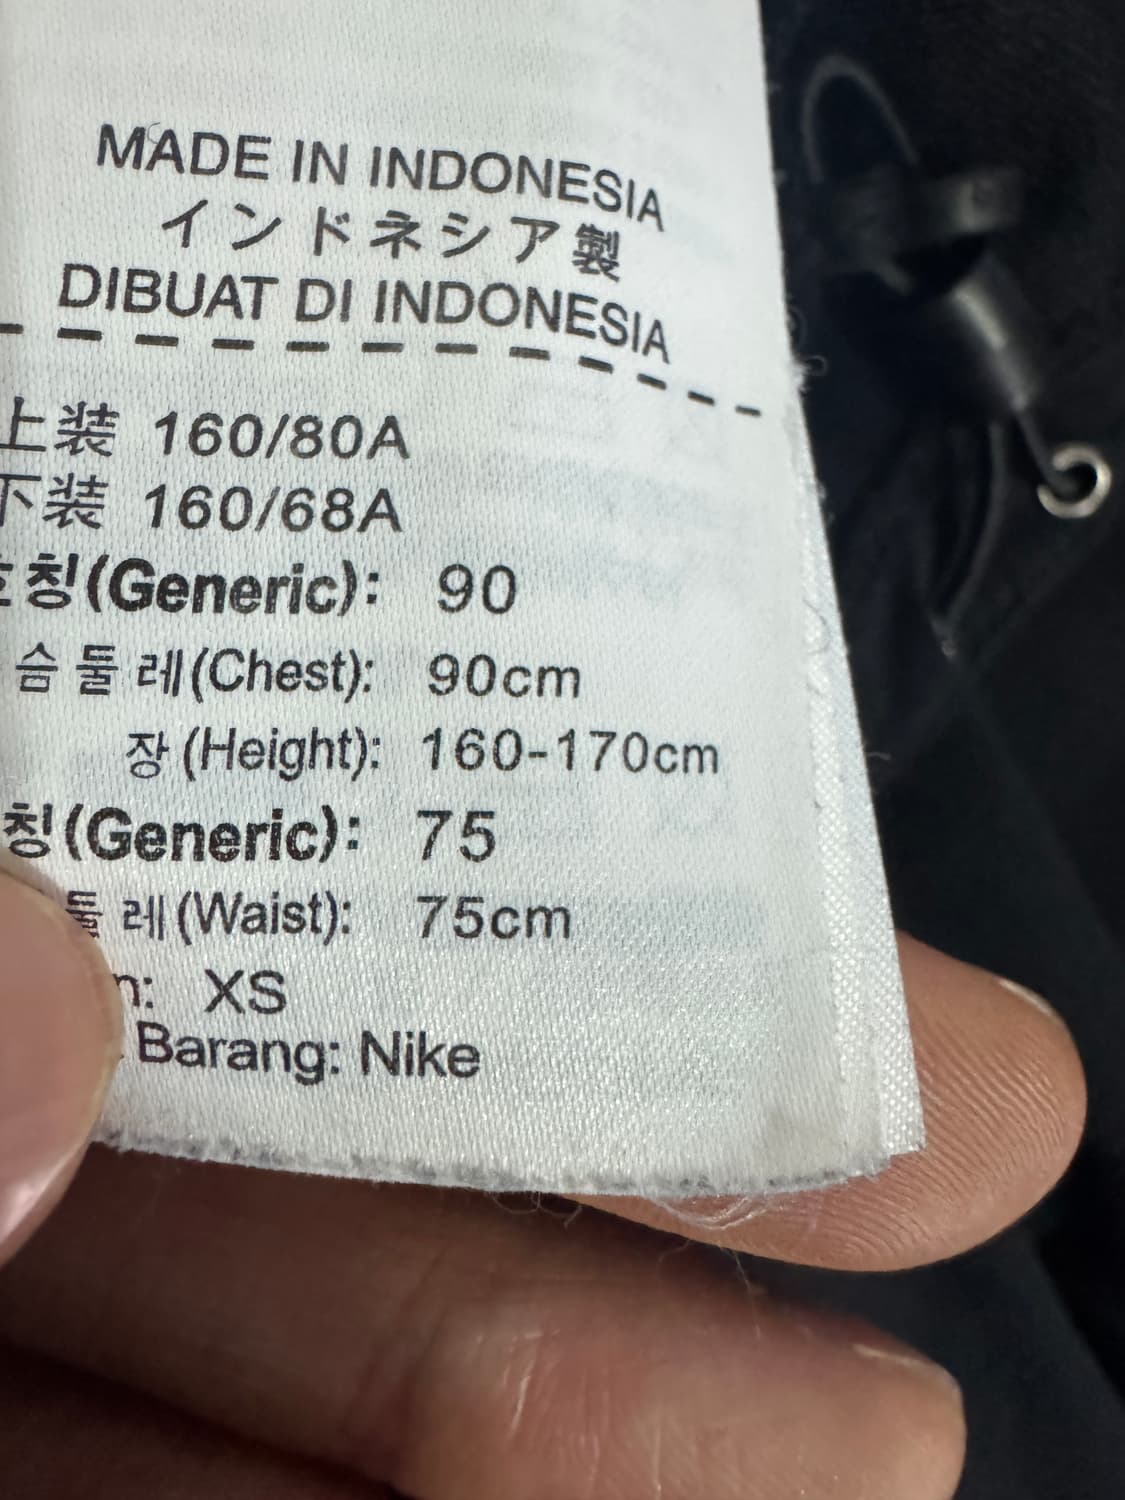 MADE IN INDONESIA
インドネシア製
DIBUAT DI INDONESIA
上装 160/80A
下装 160/68A
칭(Generic): 90
슴둘레(Chest): 90cm
장(Height): 160-170cm
칭(Generic): 75
둘레(Waist): 75cm
XS
Barang: Nike